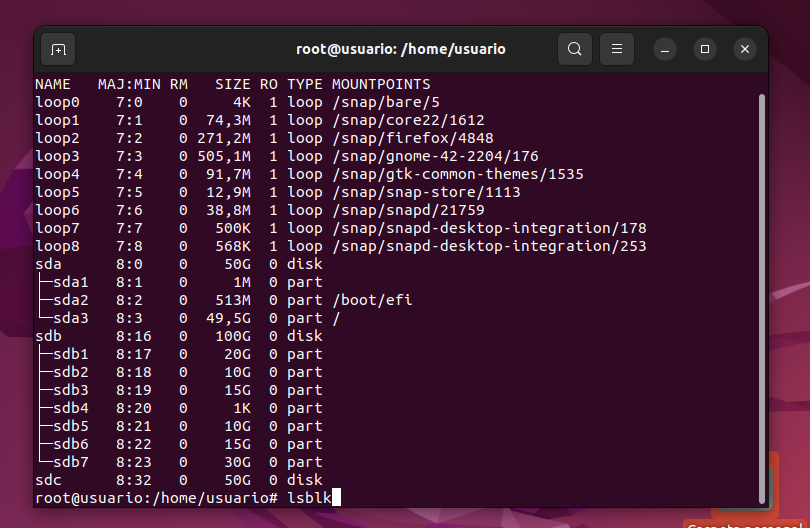 root@usuario: /home/usuario
NAME   MAJ:MIN RM   SIZE RO TYPE MOUNTPOINTS
loop0    7:0    0     4K  1 loop /snap/bare/5
loop1    7:1    0  74,3M  1 loop /snap/core22/1612
loop2    7:2    0 271,2M  1 loop /snap/firefox/4848
loop3    7:3    0 505,1M  1 loop /snap/gnome-42-2204/176
loop4    7:4    0  91,7M  1 loop /snap/gtk-common-themes/1535
loop5    7:5    0  12,9M  1 loop /snap/snap-store/1113
loop6    7:6    0  38,8M  1 loop /snap/snapd/21759
loop7    7:7    0   500K  1 loop /snap/snapd-desktop-integration/178
loop8    7:8    0   568K  1 loop /snap/snapd-desktop-integration/253
sda      8:0    0    50G  0 disk
├─sda1   8:1    0     1M  0 part
├─sda2   8:2    0   513M  0 part /boot/efi
└─sda3   8:3    0  49,5G  0 part /
sdb      8:16   0   100G  0 disk
├─sdb1   8:17   0    20G  0 part
├─sdb2   8:18   0    10G  0 part
├─sdb3   8:19   0    15G  0 part
├─sdb4   8:20   0     1K  0 part
├─sdb5   8:21   0    10G  0 part
├─sdb6   8:22   0    15G  0 part
└─sdb7   8:23   0    30G  0 part
sdc      8:32   0    50G  0 disk
root@usuario:/home/usuario# lsblk